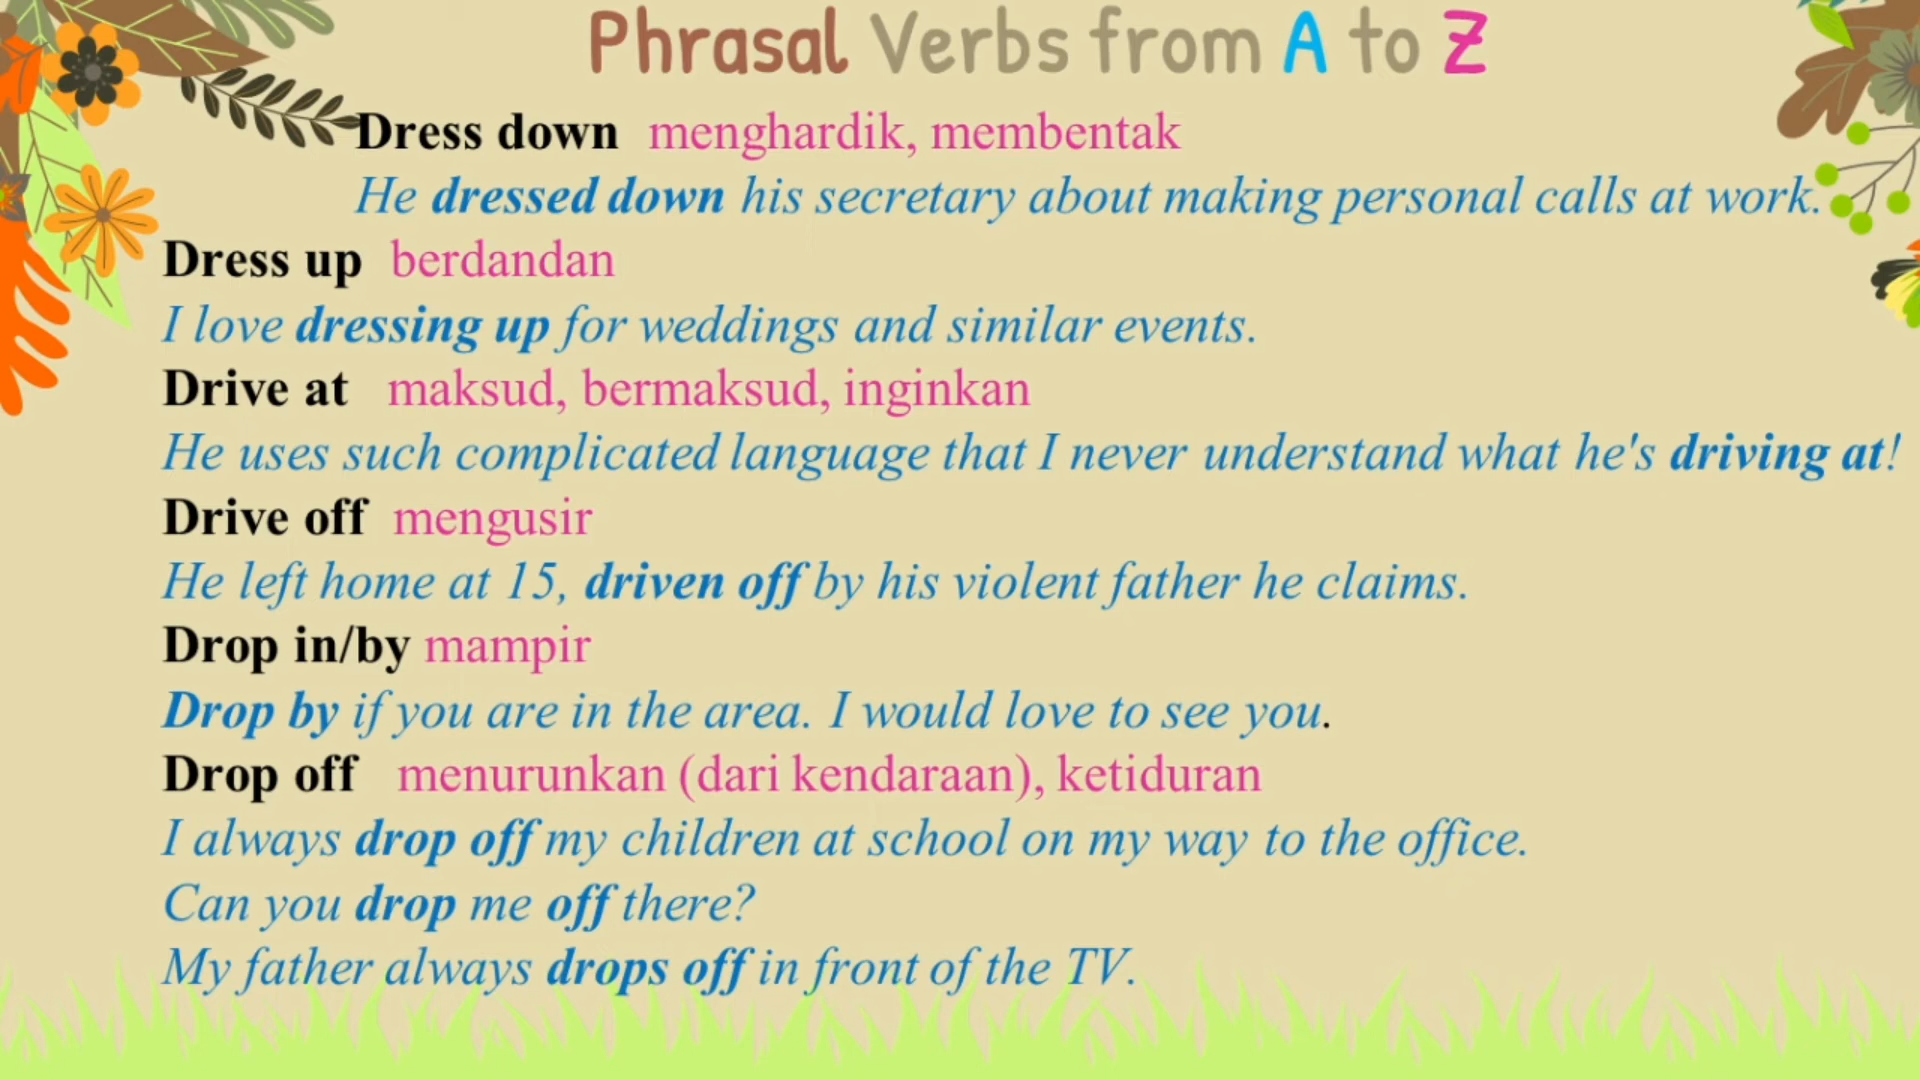 Phrasal Verbs from A to Z
Dress down menghardik, membentak
He dressed down his secretary about making personal calls at work.
Dress up berdandan
I love dressing up for weddings and similar events.
Drive at maksud, bermaksud, inginkan
He uses such complicated language that I never understand what he's driving at!
Drive off mengusir
He left home at 15, driven off by his violent father he claims.
Drop in/by mampir
Drop by if you are in the area. I would love to see you.
Drop off menurunkan (dari kendaraan), ketiduran
I always drop off my children at school on my way to the office.
Can you drop me off there?
My father always drops off in front of the TV.